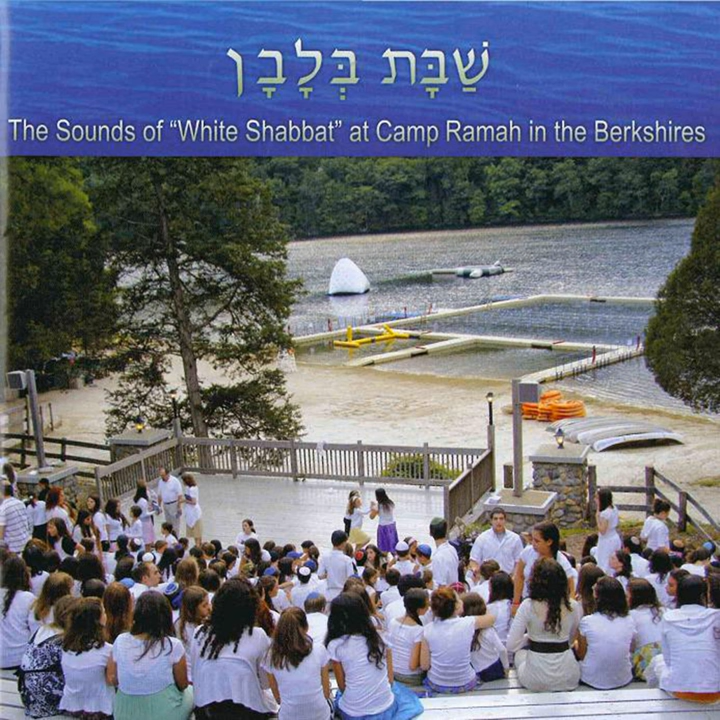 שַׁבָּת בְּלָבָן
The Sounds of “White Shabbat” at Camp Ramah in the Berkshires